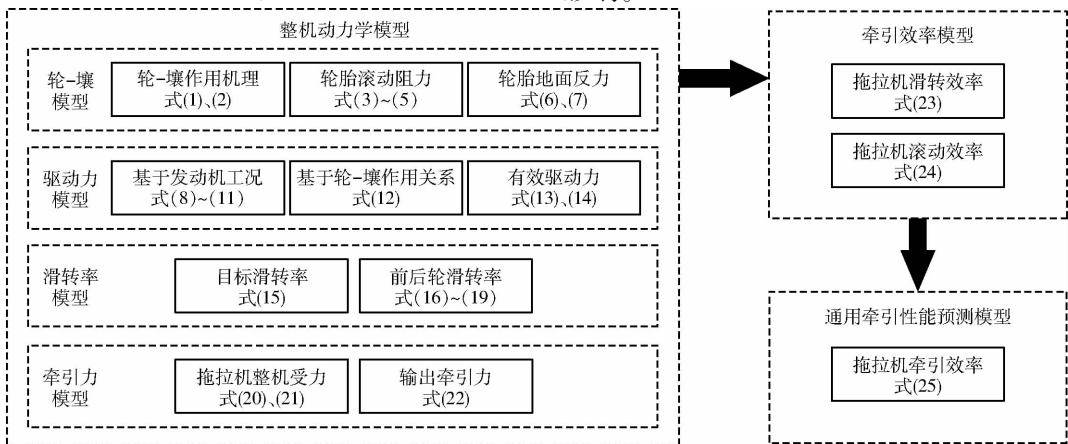 整机动力学模型
轮-壤
模型
轮-壤作用机理
式(1)、(2)
轮胎滚动阻力
式(3)~(5)
轮胎地面反力
式(6)、(7)
驱动力
模型
基于发动机工况
式(8)~(11)
基于轮-壤作用关系
式(12)
有效驱动力
式(13)、(14)
滑转率
模型
目标滑转率
式(15)
前后轮滑转率
式(16)~(19)
牵引力
模型
拖拉机整机受力
式(20)、(21)
输出牵引力
式(22)
牵引效率模型
拖拉机滑转效率
式(23)
拖拉机滚动效率
式(24)
通用牵引性能预测模型
拖拉机牵引效率
式(25)